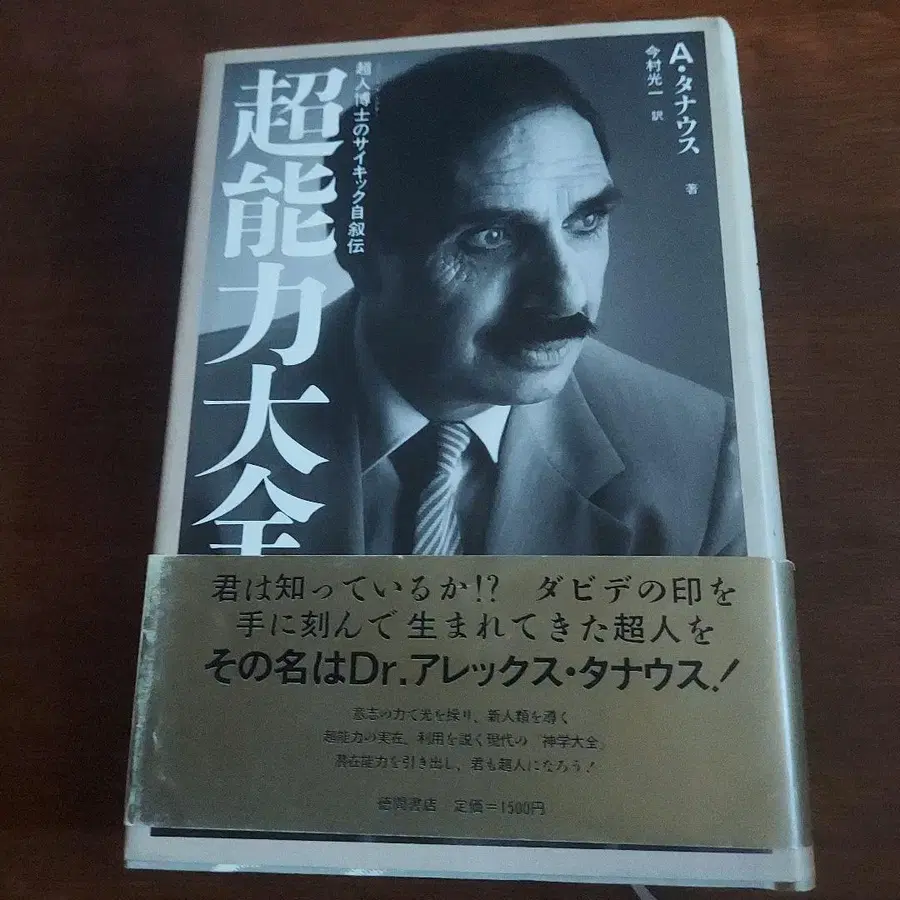 A・タナウス 著
今村光一 訳
超人博士のサイキック自叙伝
超能力大全
君は知っているか!? ダビデの印を
手に刻んで生まれてきた超人を
その名はDr.アレックス・タナウス!
意志の力で光を採り、新人類を導く
超能力の実在、利用を説く現代の「神学大全」
潜在能力を引き出し、君も超人になろう!
徳間書店 定価=1500円